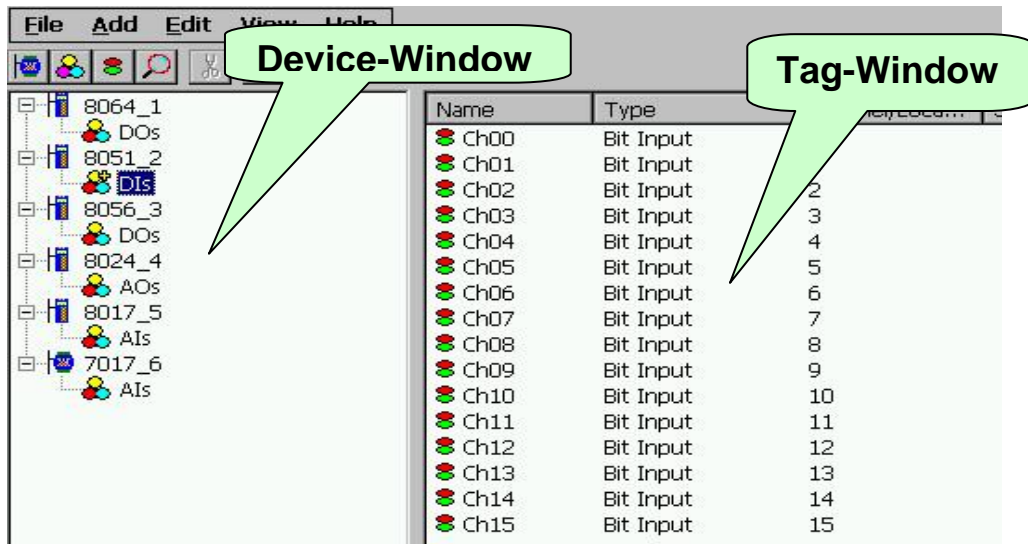 File Add Edit View Help
Device-Window
Tag-Window
8064_1
DOs
8051_2
DIs
8056_3
DOs
8024_4
AOs
8017_5
AIs
7017_6
AIs
Name Type
Ch00 Bit Input
Ch01 Bit Input
Ch02 Bit Input 2
Ch03 Bit Input 3
Ch04 Bit Input 4
Ch05 Bit Input 5
Ch06 Bit Input 6
Ch07 Bit Input 7
Ch08 Bit Input 8
Ch09 Bit Input 9
Ch10 Bit Input 10
Ch11 Bit Input 11
Ch12 Bit Input 12
Ch13 Bit Input 13
Ch14 Bit Input 14
Ch15 Bit Input 15